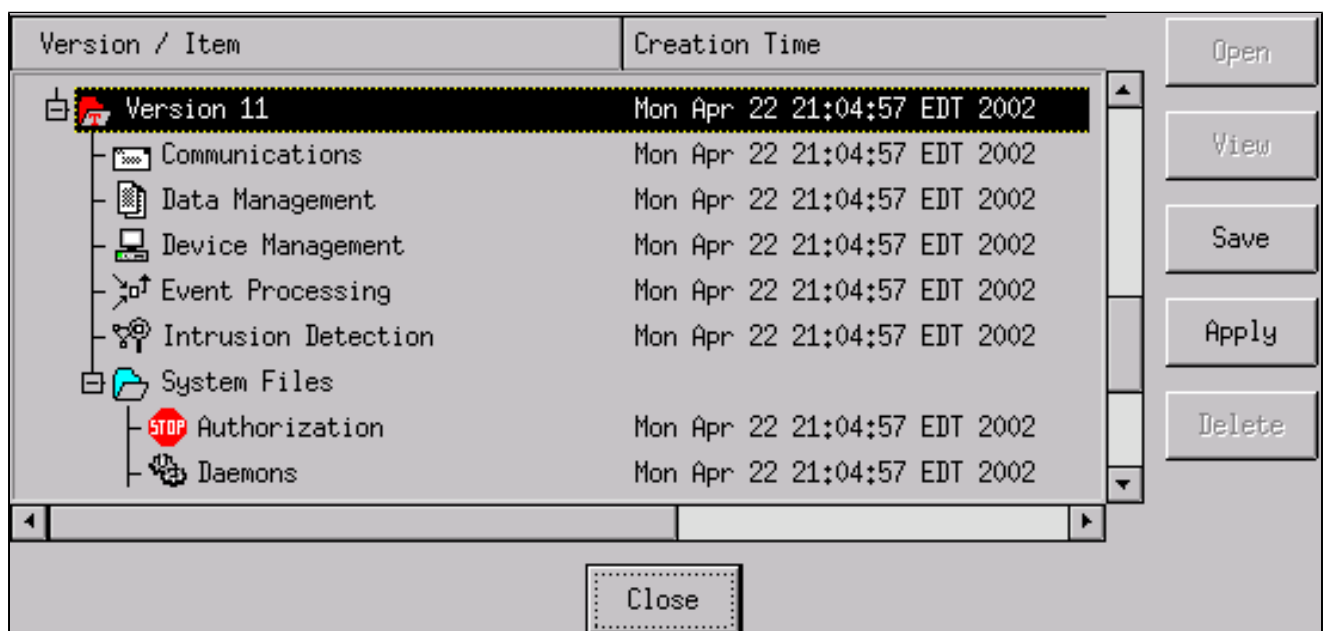 Version / Item Creation Time Open
Version 11 Mon Apr 22 21:04:57 EDT 2002
Communications Mon Apr 22 21:04:57 EDT 2002 View
Data Management Mon Apr 22 21:04:57 EDT 2002
Device Management Mon Apr 22 21:04:57 EDT 2002 Save
Event Processing Mon Apr 22 21:04:57 EDT 2002
Intrusion Detection Mon Apr 22 21:04:57 EDT 2002 Apply
System Files
STOP Authorization Mon Apr 22 21:04:57 EDT 2002 Delete
Daemons Mon Apr 22 21:04:57 EDT 2002
Close